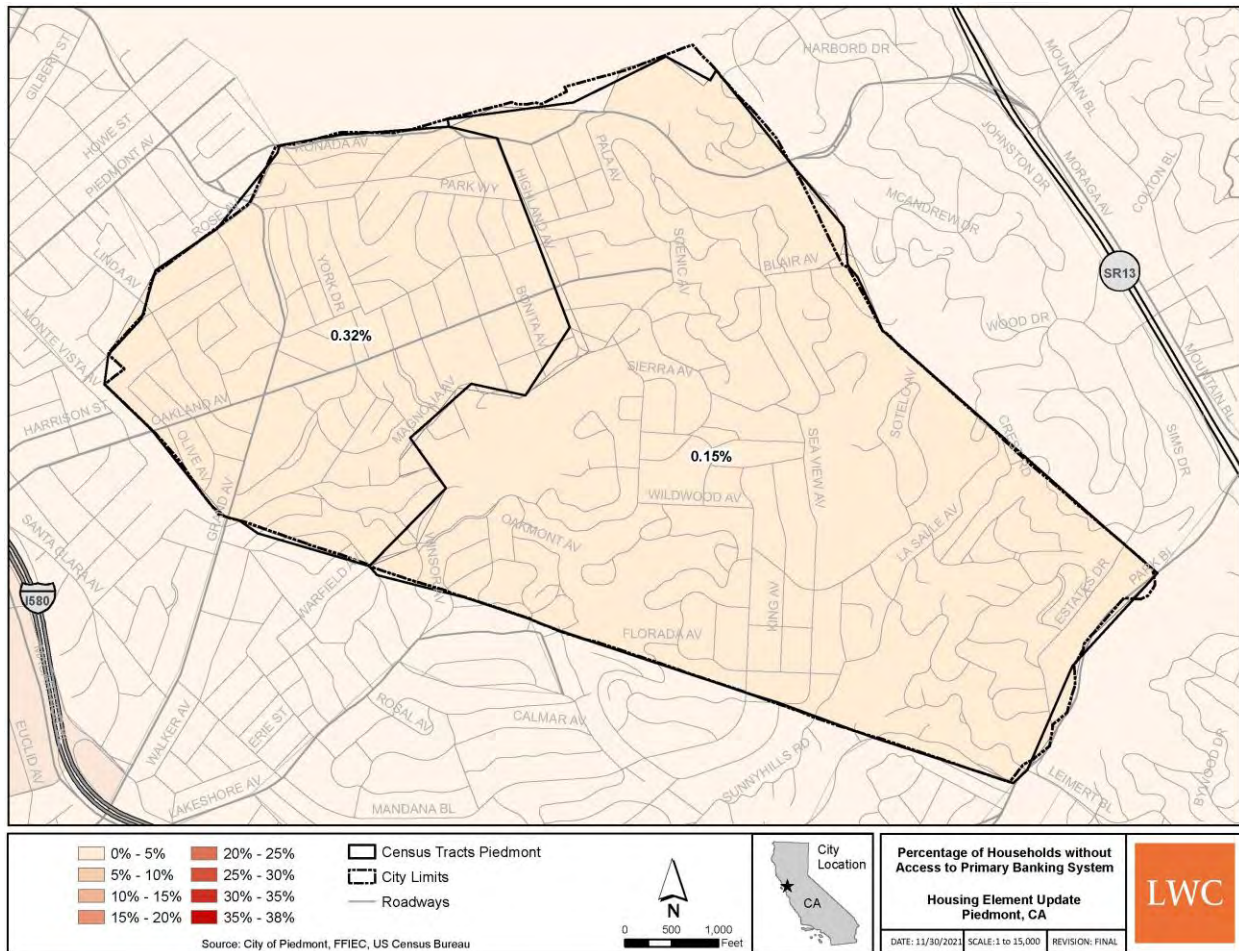 HARBORD DR
GILBERT ST
MOUNTAIN BL
HOWE ST
PIEDMONT AV
RONADA AV
PALA AV
JOHNSTON DR
MORAGA AV
COLTON BL
HIGHLAND AV
PARK WY
MCANDREW DR
SCENIC AV
LINDA AV
YORK DR
BLAIR AV
SR13
BONITA AV
WOOD DR
0.32%
MONTE VISTA AV
SIERRA AV
MOUNTAIN BL
HARRISON ST
OAKLAND AV
MAGNOLIA AV
SOTELO AV
OLIVE AV
SEA VIEW AV
SIMS DR
0.15%
WILDWOOD AV
GRAND AV
OAKMONT AV
LA SALLE AV
SANTA CLARA AV
WINSOR AV
PARK BL
WARFIELD AV
ESTATES DR
I580
KING AV
FLORADA AV
ROSAL AV
CALMAR AV
WALKER AV
ERIE ST
EUCLID AV
SUNNYHILLS RD
LEIMERT BL
BYWOOD DR
LAKESHORE AV
MANDANA BL
0% - 5%
5% - 10%
10% - 15%
15% - 20%
20% - 25%
25% - 30%
30% - 35%
35% - 38%
Census Tracts Piedmont
City Limits
Roadways
Source: City of Piedmont, FFIEC, US Census Bureau
N
0 500 1,000
Feet
City
Location
CA
Percentage of Households without
Access to Primary Banking System
Housing Element Update
Piedmont, CA
DATE: 11/30/2021 SCALE: 1 to 15,000 REVISION: FINAL
LWC